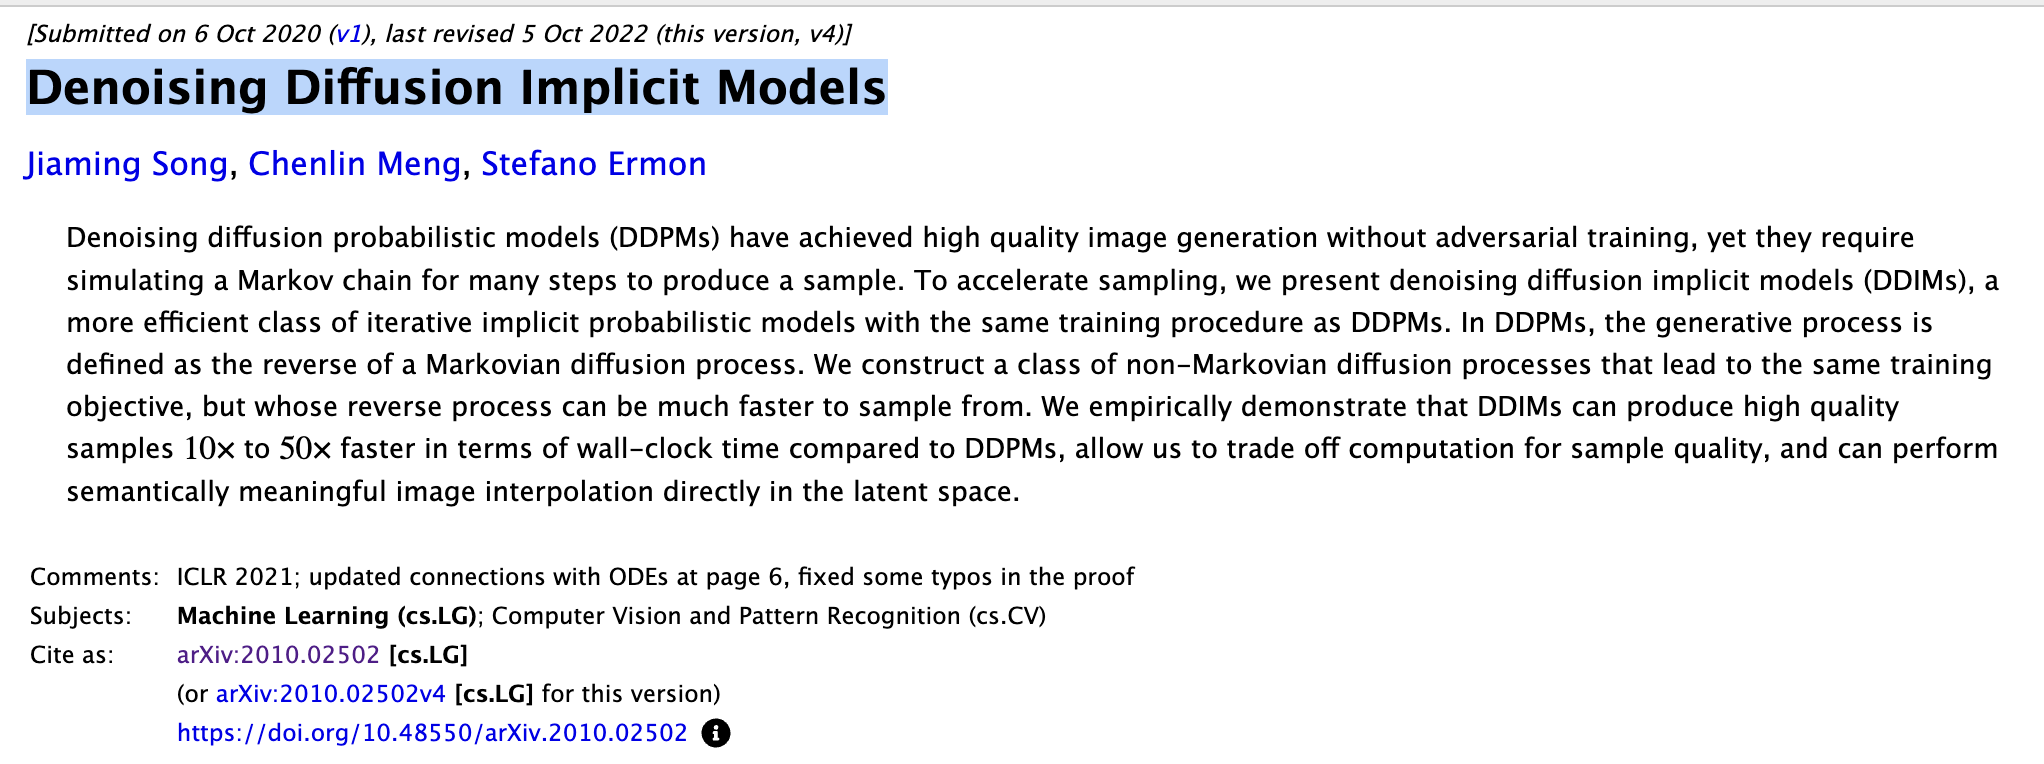 [Submitted on 6 Oct 2020 (v1), last revised 5 Oct 2022 (this version, v4)]
Denoising Diffusion Implicit Models
Jiaming Song, Chenlin Meng, Stefano Ermon
Denoising diffusion probabilistic models (DDPMs) have achieved high quality image generation without adversarial training, yet they require
simulating a Markov chain for many steps to produce a sample. To accelerate sampling, we present denoising diffusion implicit models (DDIMs), a
more efficient class of iterative implicit probabilistic models with the same training procedure as DDPMs. In DDPMs, the generative process is
defined as the reverse of a Markovian diffusion process. We construct a class of non-Markovian diffusion processes that lead to the same training
objective, but whose reverse process can be much faster to sample from. We empirically demonstrate that DDIMs can produce high quality
samples 10× to 50× faster in terms of wall-clock time compared to DDPMs, allow us to trade off computation for sample quality, and can perform
semantically meaningful image interpolation directly in the latent space.
Comments: ICLR 2021; updated connections with ODEs at page 6, fixed some typos in the proof
Subjects: Machine Learning (cs.LG); Computer Vision and Pattern Recognition (cs.CV)
Cite as: arXiv:2010.02502 [cs.LG]
(or arXiv:2010.02502v4 [cs.LG] for this version)
https://doi.org/10.48550/arXiv.2010.02502